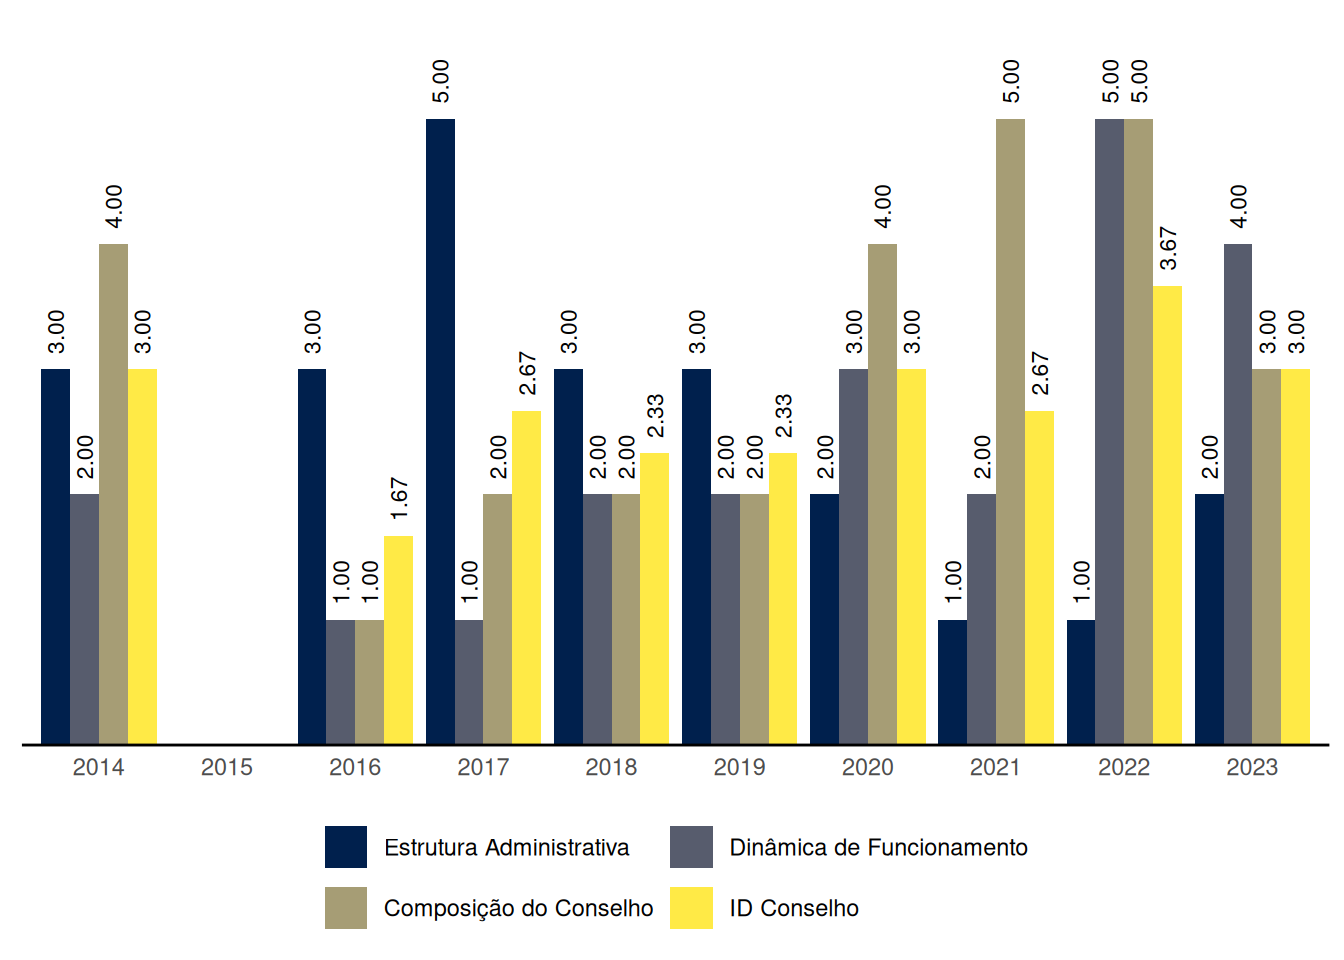 3.00 2.00 4.00 3.00
3.00 1.00 1.00 1.67
5.00 1.00 2.00 2.67
3.00 2.00 2.00 2.33
3.00 2.00 2.00 2.33
2.00 3.00 4.00 3.00
1.00 2.00 5.00 2.67
1.00 5.00 5.00 3.67
2.00 4.00 3.00 3.00
2014 2015 2016 2017 2018 2019 2020 2021 2022 2023
Estrutura Administrativa Dinâmica de Funcionamento
Composição do Conselho ID Conselho